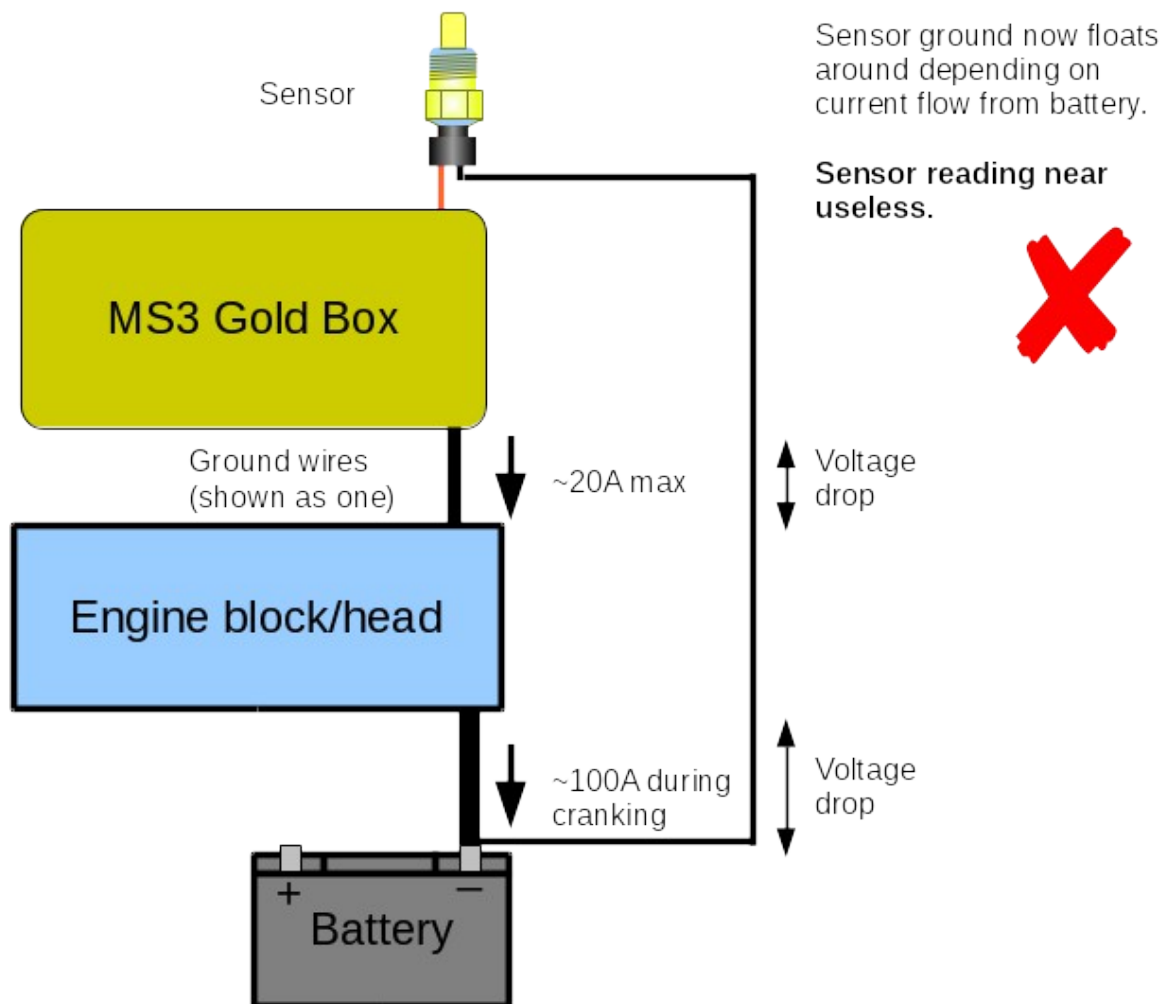 Sensor ground now floats
around depending on
current flow from battery.
Sensor
Sensor reading near
useless.
MS3 Gold Box
Ground wires
(shown as one)
~20A max
Voltage
drop
Engine block/head
~100A during
cranking
Voltage
drop
+ −
Battery